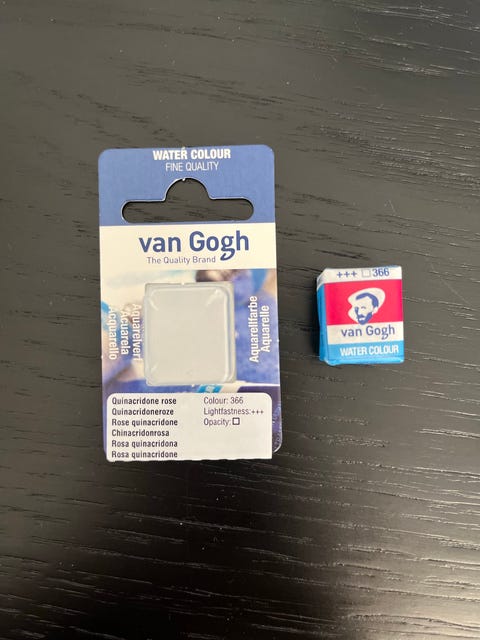 WATER COLOUR
FINE QUALITY
van Gogh
The Quality Brand
Aquarelverf
Acuarela
Acquarello
Aquarellfarbe
Aquarelle
Quinacridone rose
Quinacridoneroze
Rose quinacridone
Chinacridonrosa
Rosa quinacridona
Rosa quinacridone
Colour: 366
Lightfastness:+++
Opacity:□
+++ □366
van Gogh
WATER COLOUR